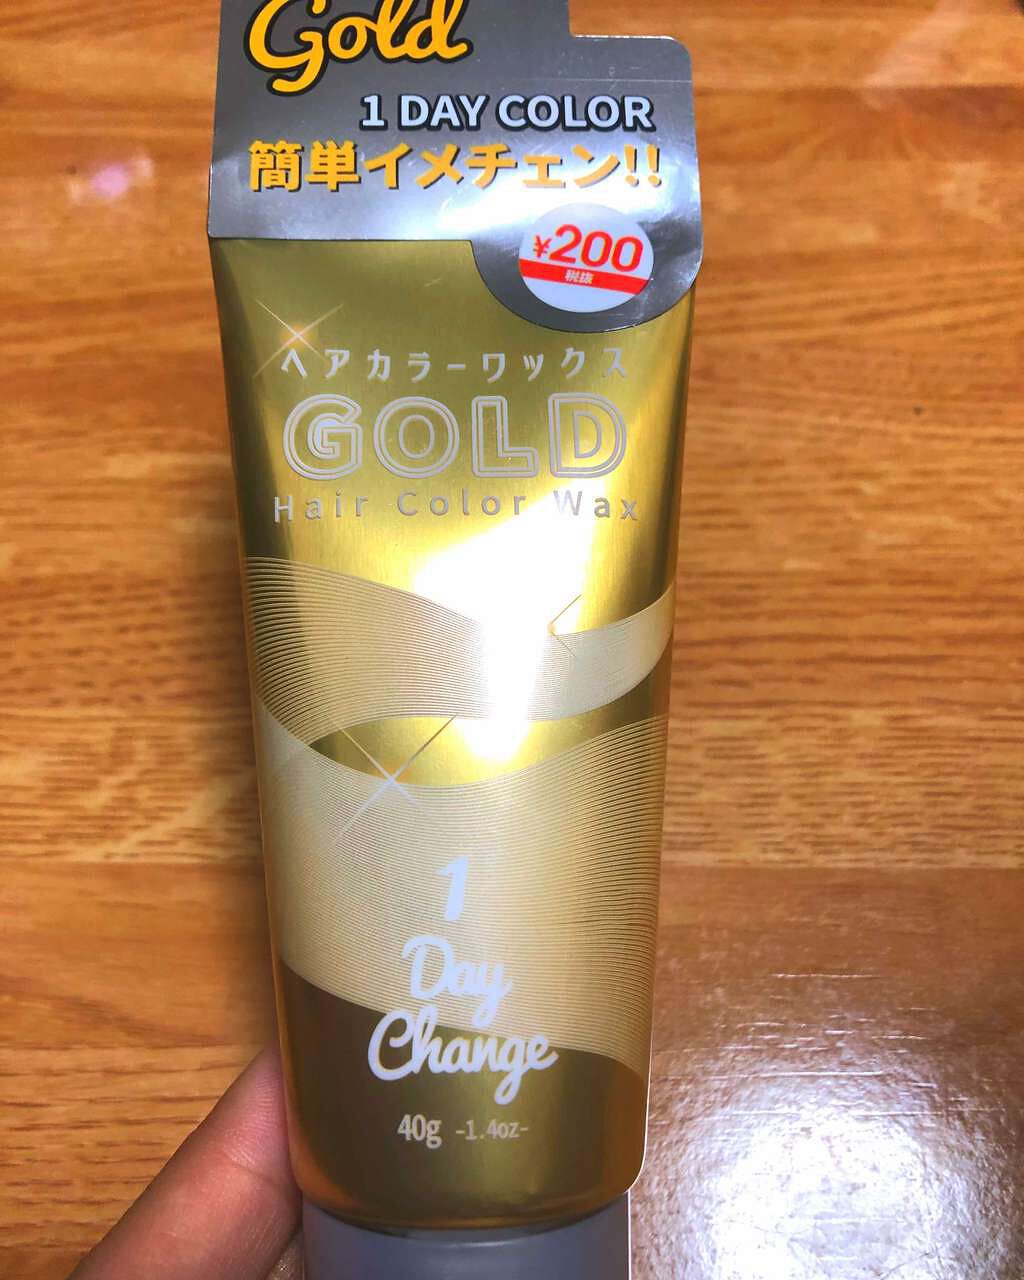 Gold
1 DAY COLOR
簡単イメチェン!!
¥200
税抜
ヘアカラーワックス
GOLD
Hair Color Wax
1
Day
Change
40g -1.4oz-